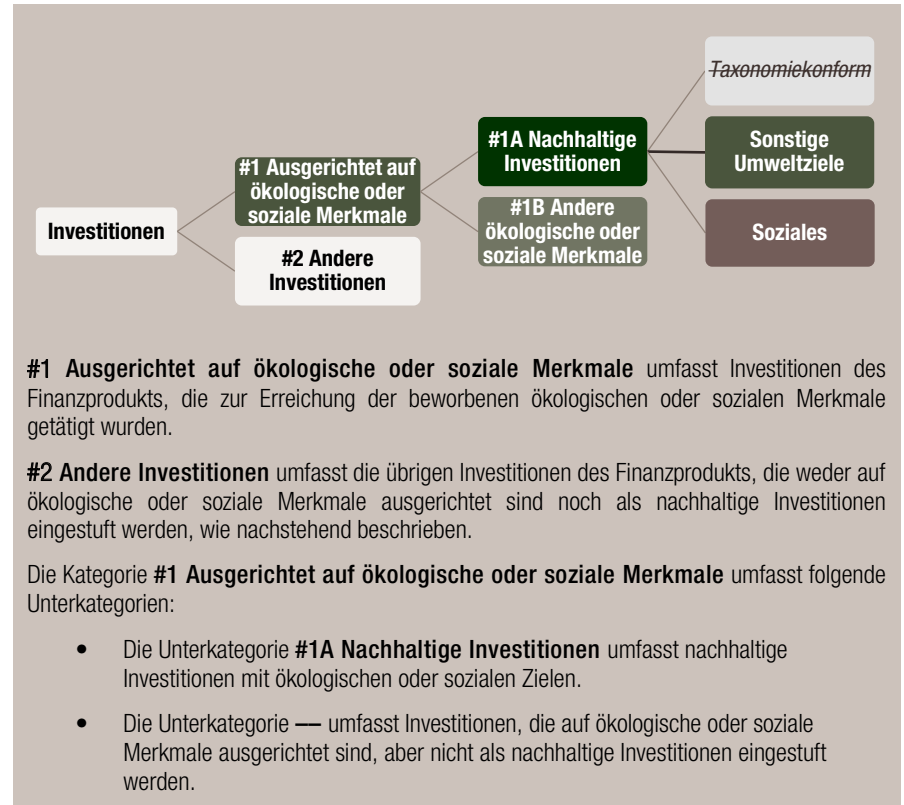 Taxonomiekonform
#1A Nachhaltige
Investitionen
Sonstige
Umweltziele
#1 Ausgerichtet auf
ökologische oder
soziale Merkmale
#1B Andere
ökologische oder
soziale Merkmale
Soziales
Investitionen
#2 Andere
Investitionen
#1 Ausgerichtet auf ökologische oder soziale Merkmale umfasst Investitionen des
Finanzprodukts, die zur Erreichung der beworbenen ökologischen oder sozialen Merkmale
getätigt wurden.
#2 Andere Investitionen umfasst die übrigen Investitionen des Finanzprodukts, die weder auf
ökologische oder soziale Merkmale ausgerichtet sind noch als nachhaltige Investitionen
eingestuft werden, wie nachstehend beschrieben.
Die Kategorie #1 Ausgerichtet auf ökologische oder soziale Merkmale umfasst folgende
Unterkategorien:
• Die Unterkategorie #1A Nachhaltige Investitionen umfasst nachhaltige
Investitionen mit ökologischen oder sozialen Zielen.
• Die Unterkategorie –– umfasst Investitionen, die auf ökologische oder soziale
Merkmale ausgerichtet sind, aber nicht als nachhaltige Investitionen eingestuft
werden.